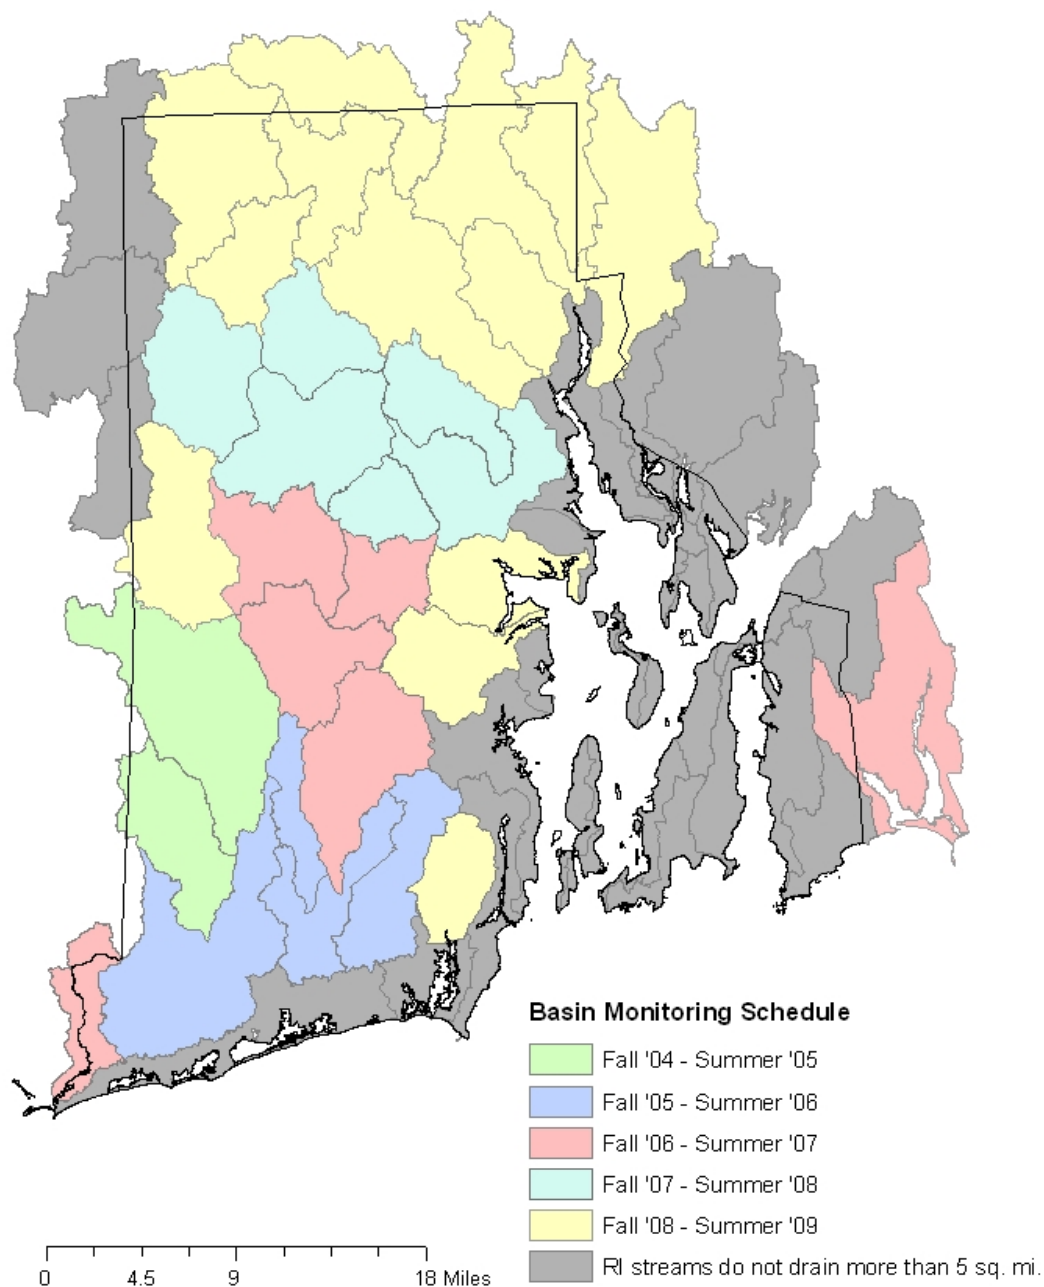 Basin Monitoring Schedule
Fall '04 - Summer '05
Fall '05 - Summer '06
Fall '06 - Summer '07
Fall '07 - Summer '08
Fall '08 - Summer '09
RI streams do not drain more than 5 sq. mi.
0 4.5 9 18 Miles